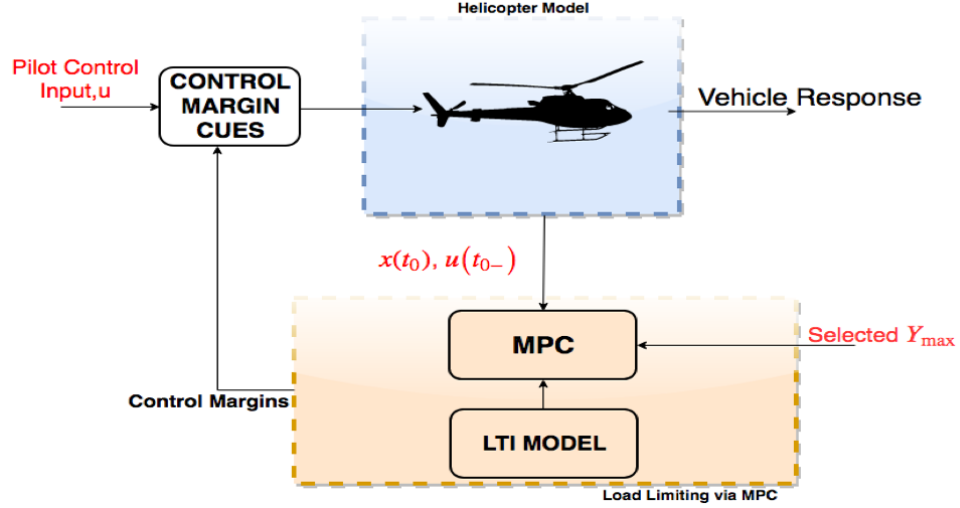 Helicopter Model
Pilot Control
Input,u
CONTROL
MARGIN
CUES
Vehicle Response
x(t₀), u(t₀₋)
MPC
Selected Yₘₐₓ
Control Margins
LTI MODEL
Load Limiting via MPC